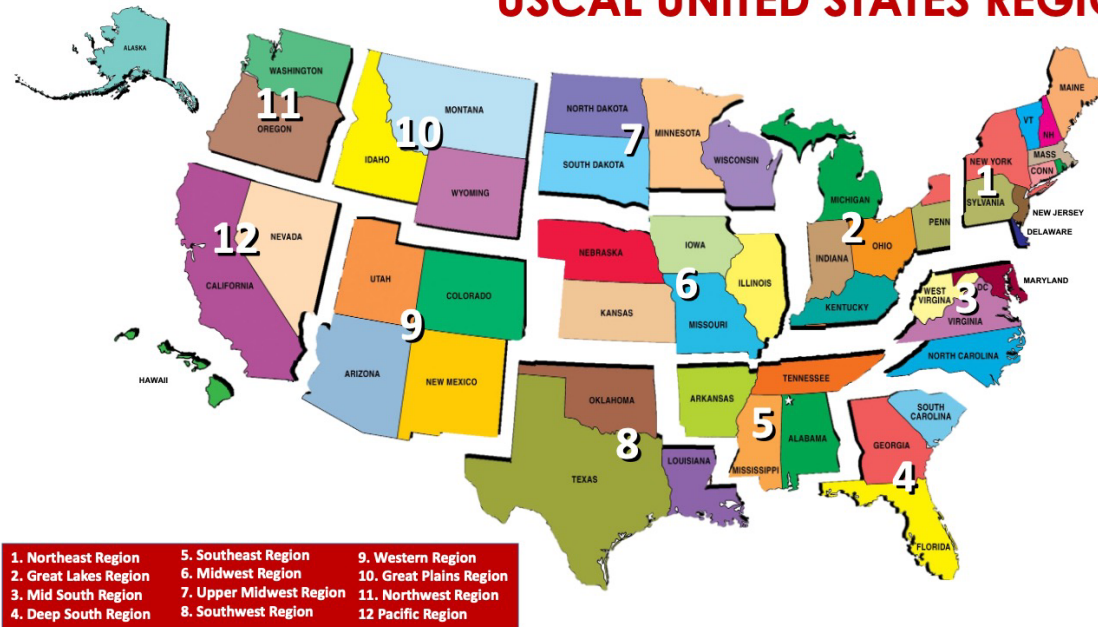 USCAL UNITED STATES REGIO
ALASKA
WASHINGTON
11
OREGON
MONTANA
10
IDAHO
WYOMING
NORTH DAKOTA
7
MINNESOTA
SOUTH DAKOTA
WISCONSIN
MICHIGAN
MAINE
VT
NH
NEW YORK
MASS
CONN
1
SYLVANIA
NEW JERSEY
DELAWARE
PENN
2
OHIO
INDIANA
KENTUCKY
WEST
VIRGINA
DC
3
MARYLAND
VIRGINIA
NORTH CAROLINA
NEVADA
12
CALIFORNIA
UTAH
COLORADO
9
ARIZONA
NEW MEXICO
NEBRASKA
IOWA
6
ILLINOIS
KANSAS
MISSOURI
HAWAII
OKLAHOMA
8
TEXAS
ARKANSAS
LOUISIANA
TENNESSEE
5
MISSISSIPPI
ALABAMA
SOUTH
CAROLINA
GEORGIA
4
FLORIDA
1. Northeast Region
2. Great Lakes Region
3. Mid South Region
4. Deep South Region
5. Southeast Region
6. Midwest Region
7. Upper Midwest Region
8. Southwest Region
9. Western Region
10. Great Plains Region
11. Northwest Region
12 Pacific Region